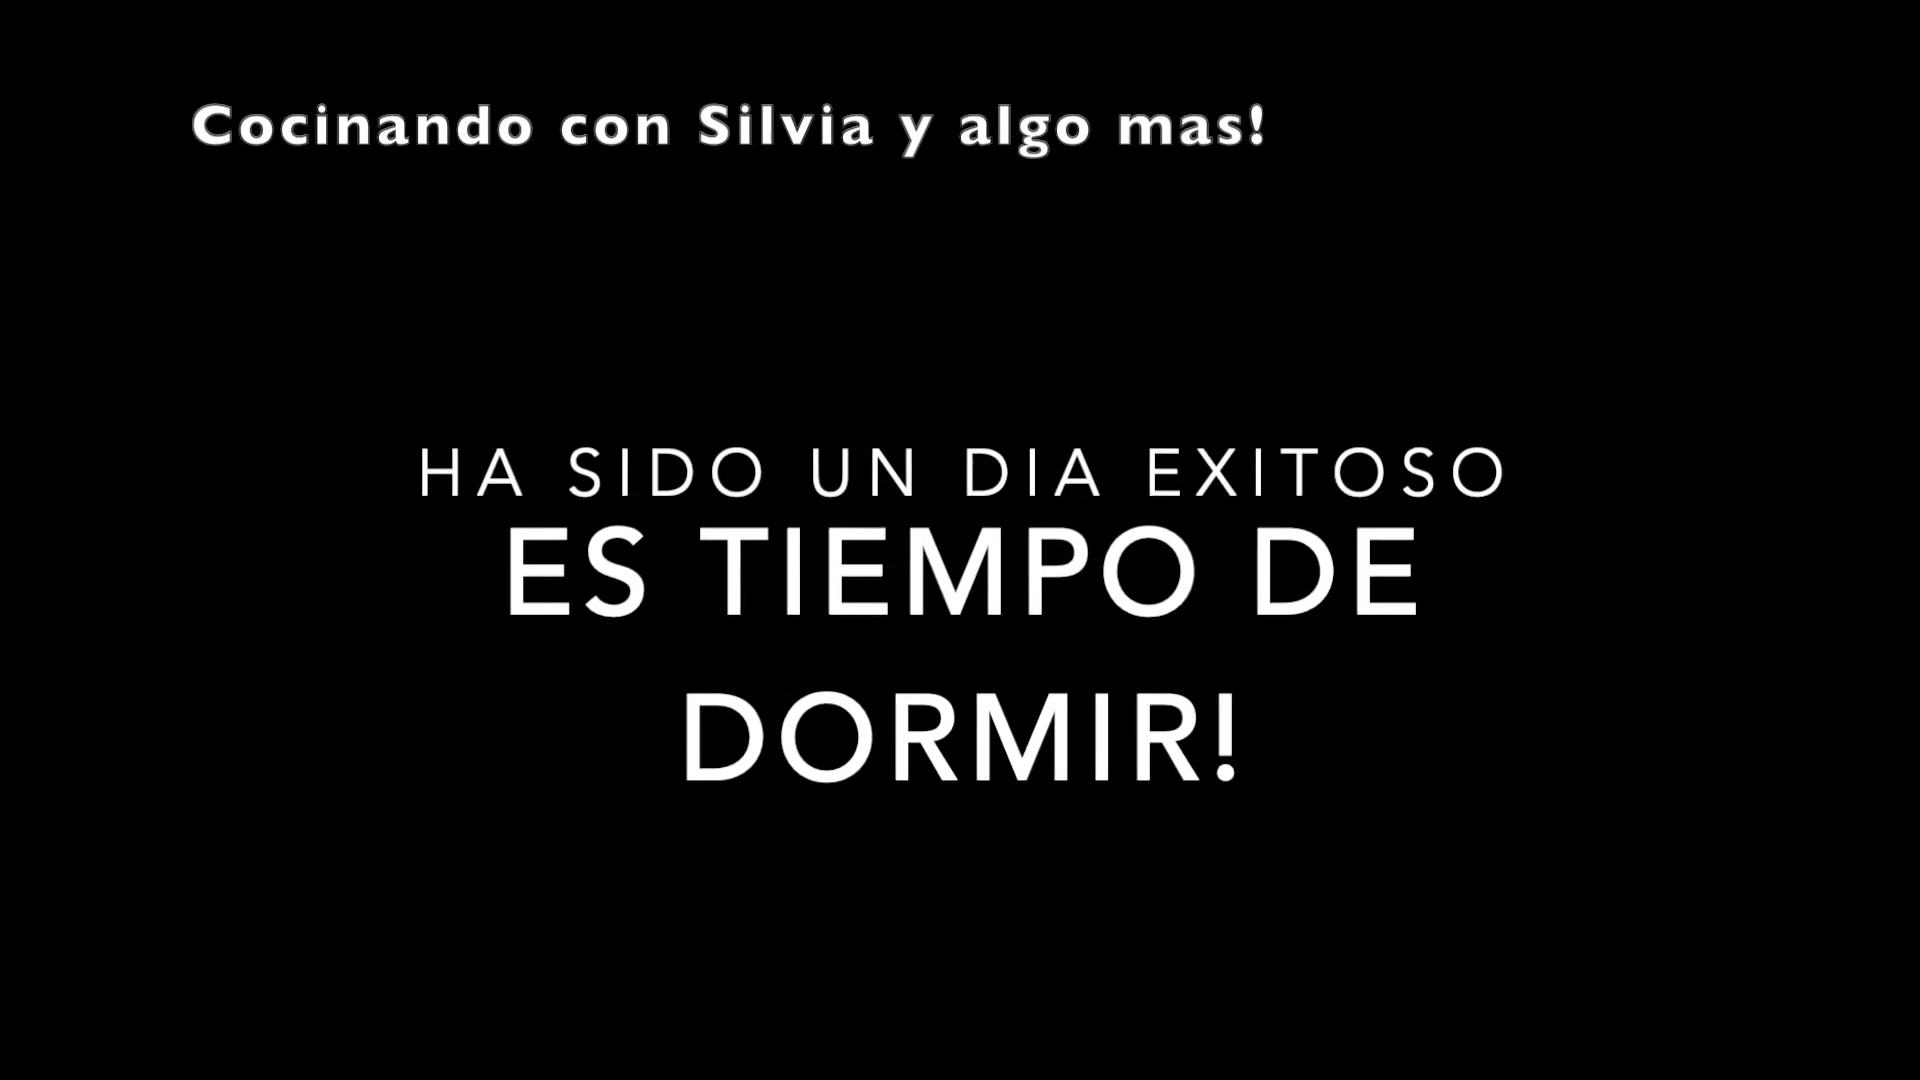 Cocinando con Silvia y algo mas!
HA SIDO UN DIA EXITOSO
ES TIEMPO DE
DORMIR!